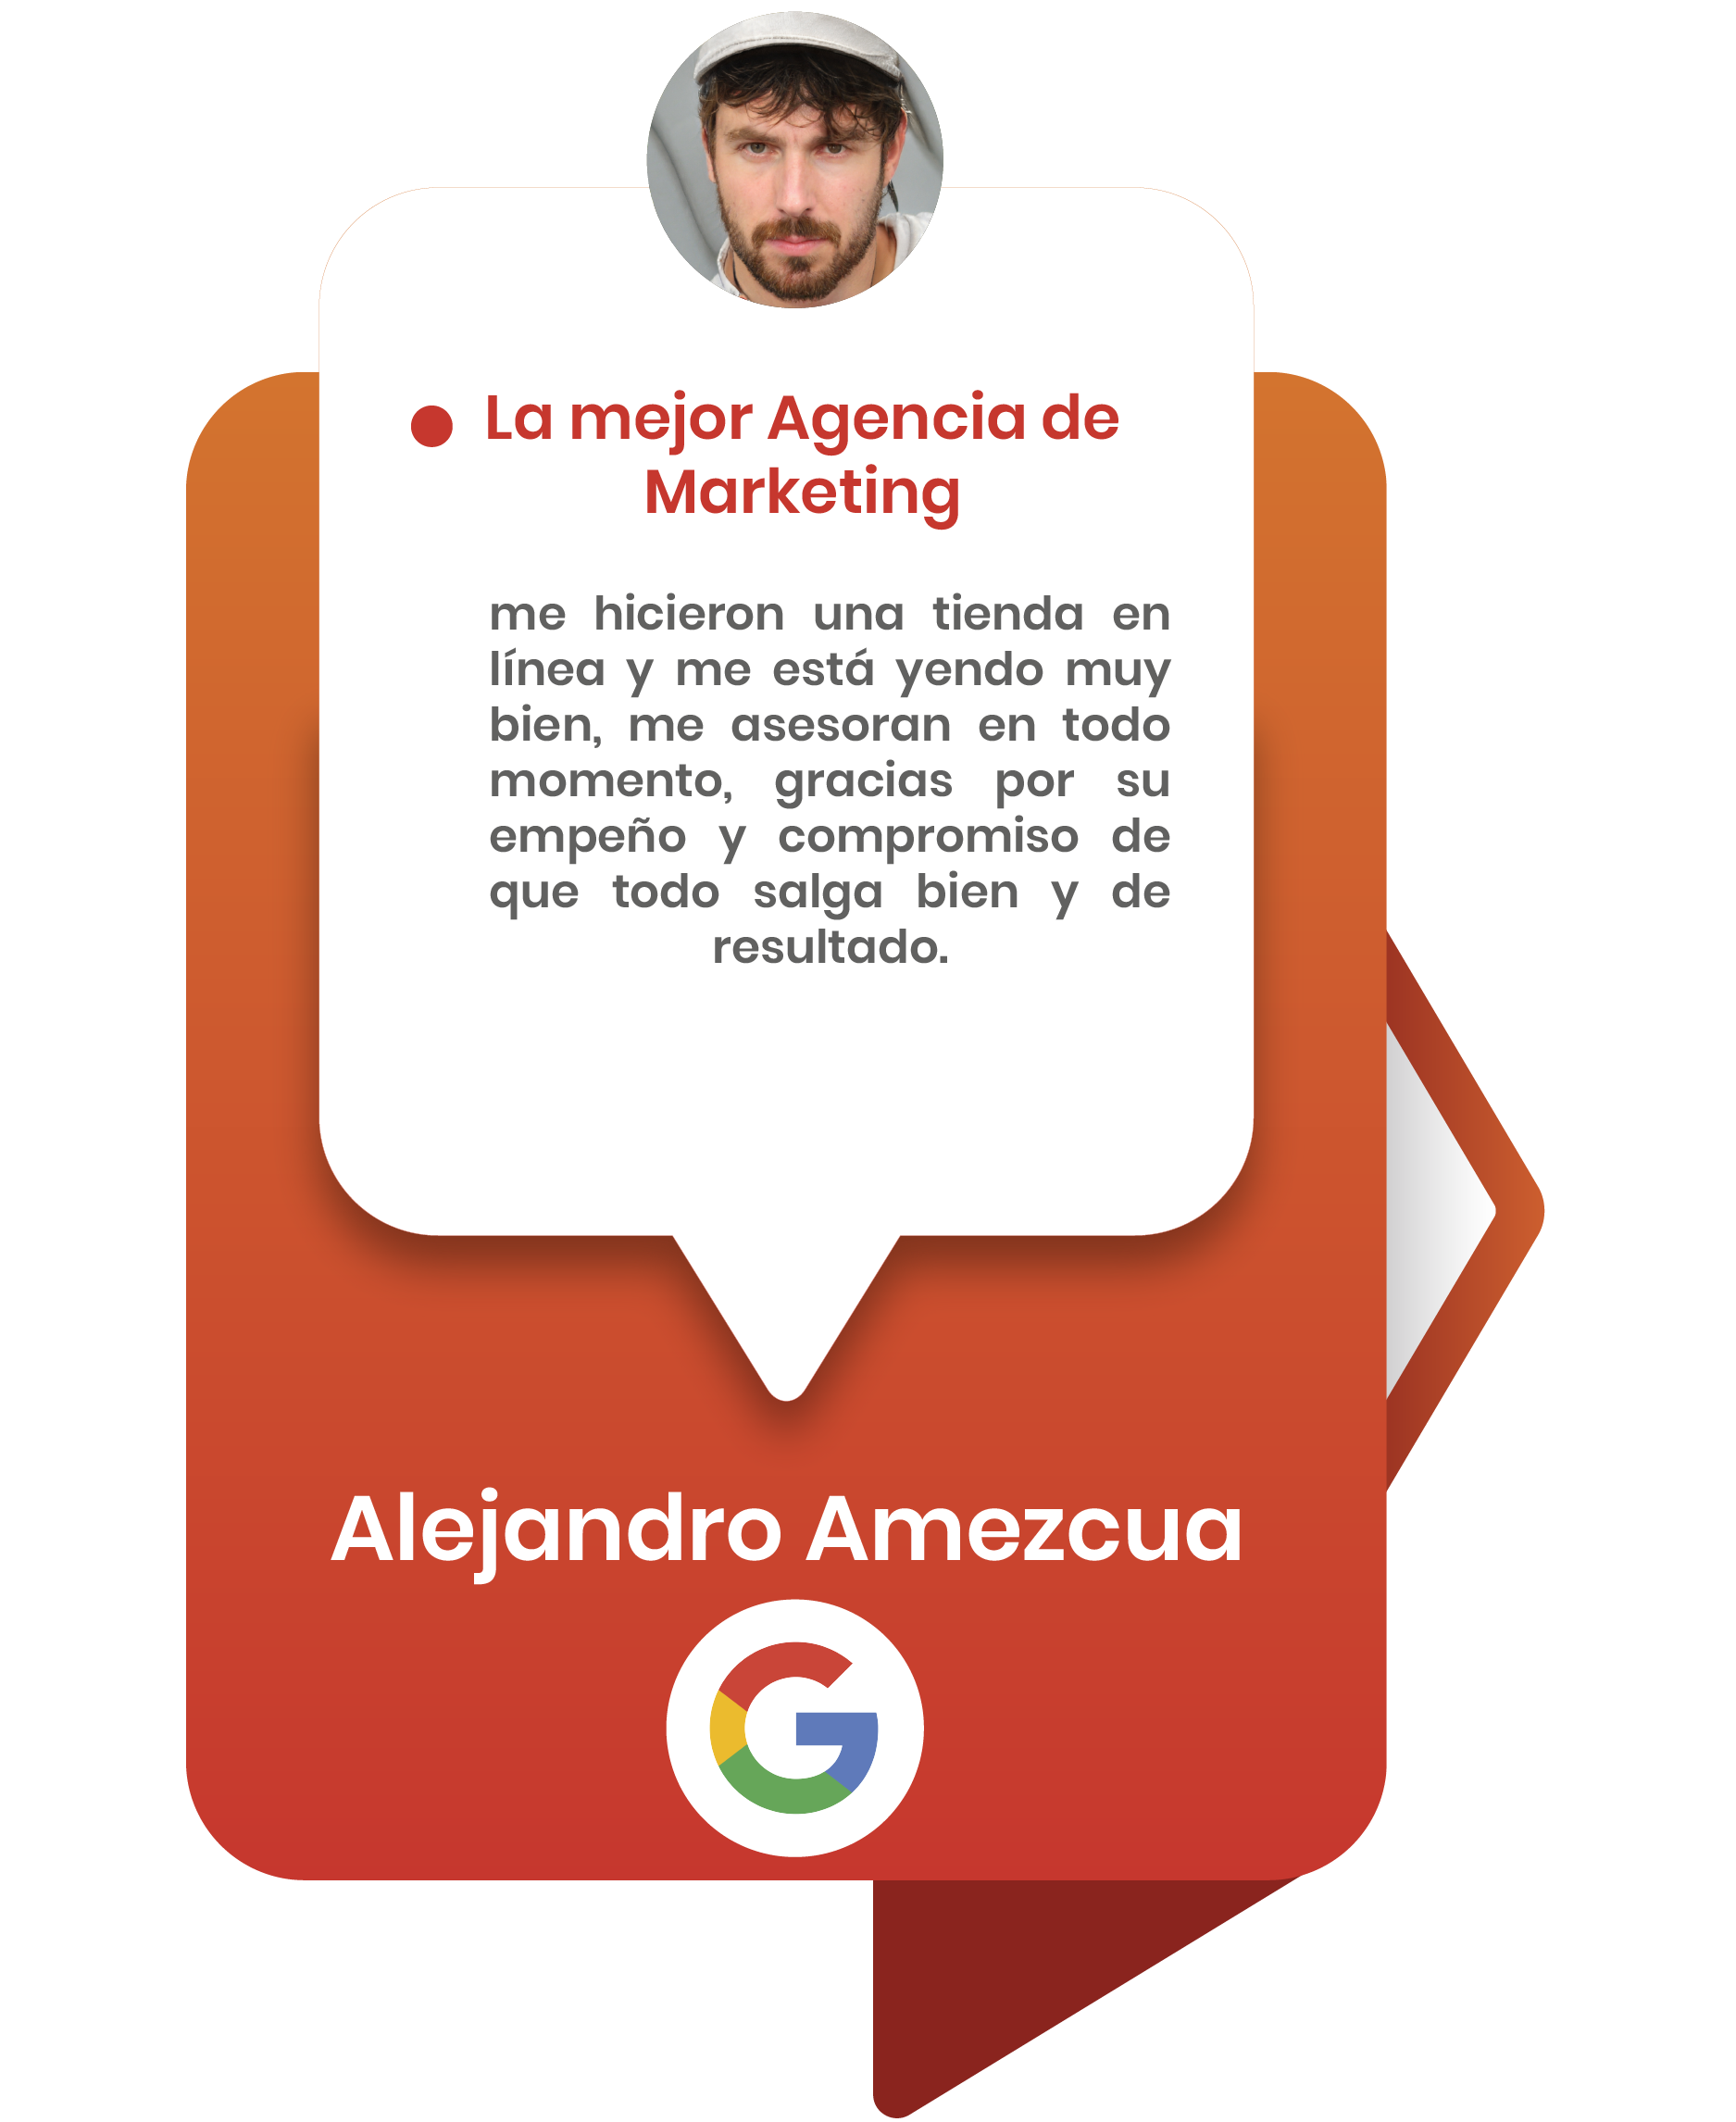 La mejor Agencia de
Marketing
me hicieron una tienda en
línea y me está yendo muy
bien, me asesoran en todo
momento, gracias por su
empeño y compromiso de
que todo salga bien y de
resultado.
Alejandro Amezcua
G